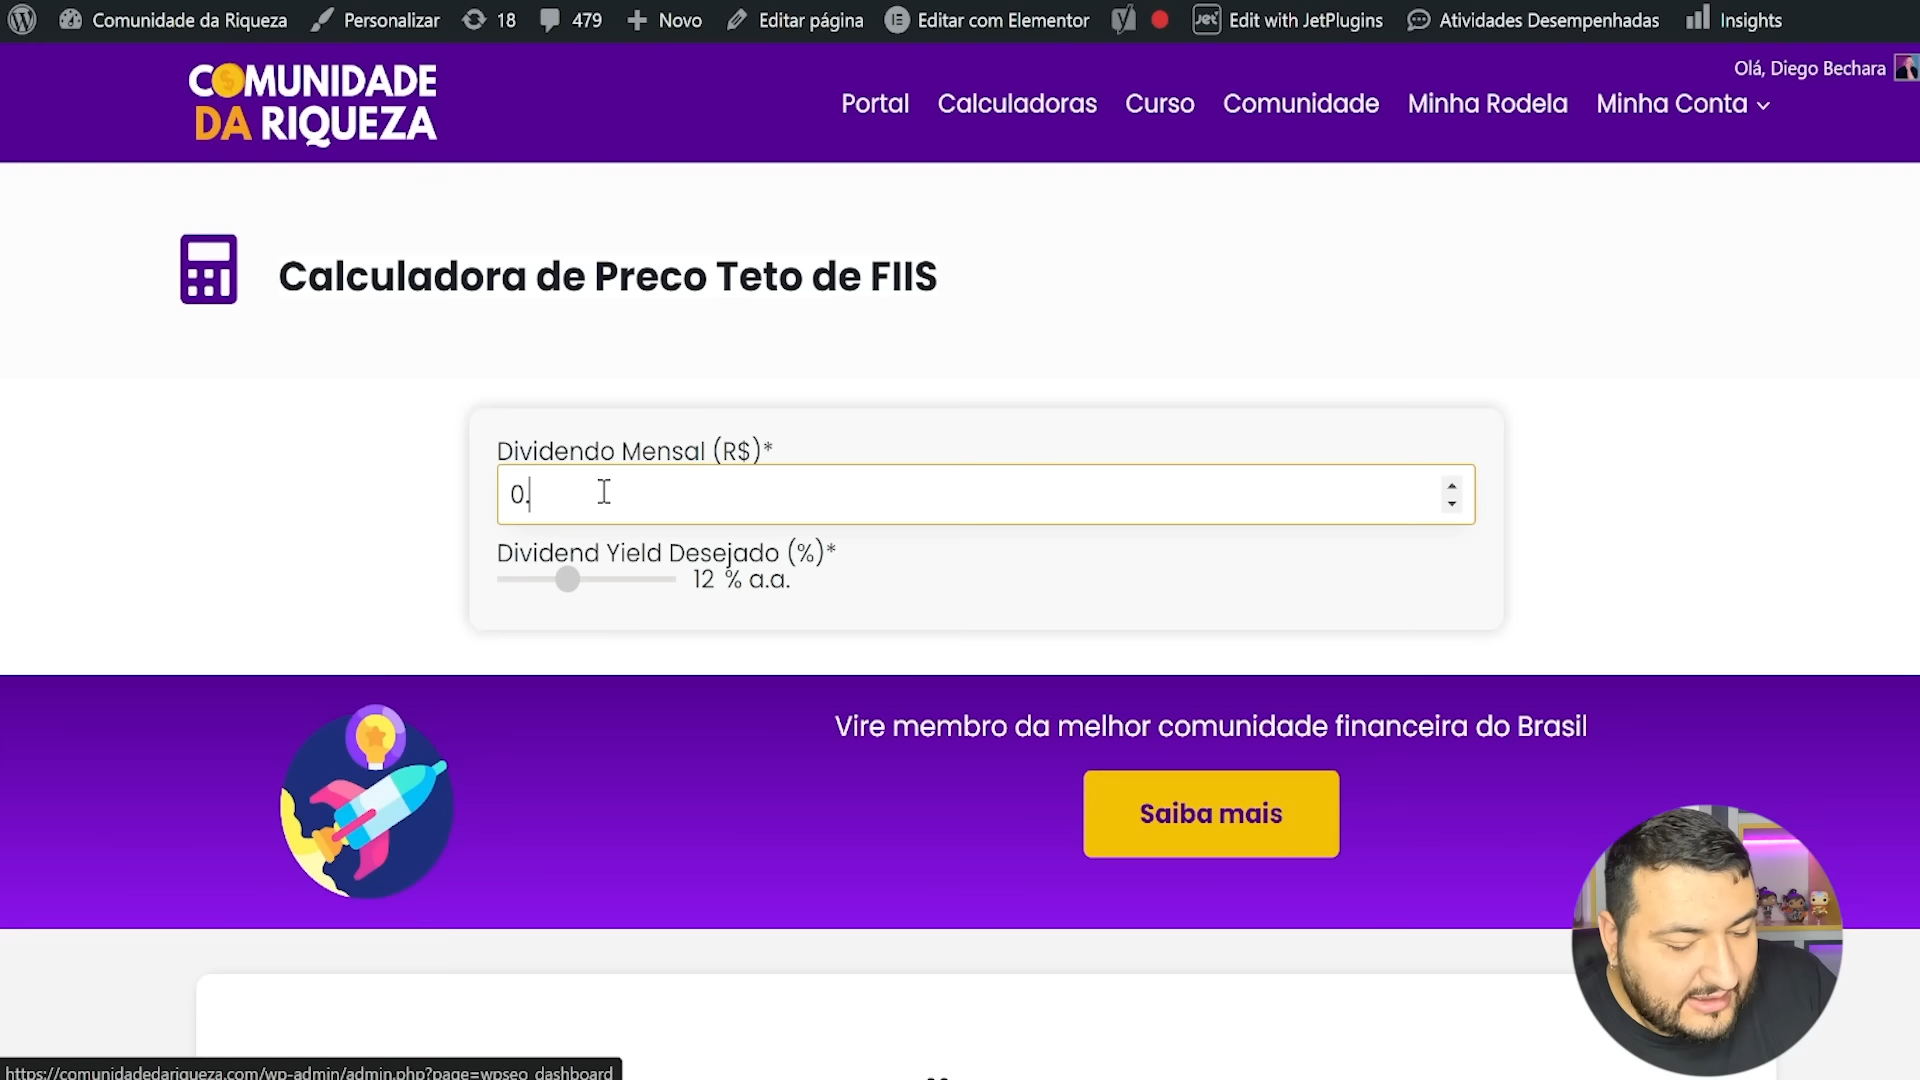 Comunidade da Riqueza Personalizar 18 479 Novo Editar página Editar com Elementor Edit with JetPlugins Atividades Desempenhadas Insights
Olá, Diego Bechara
COMUNIDADE
DA RIQUEZA
Portal Calculadoras Curso Comunidade Minha Rodela Minha Conta
Calculadora de Preco Teto de FIIS
Dividendo Mensal (R$)*
0.
Dividend Yield Desejado (%)*
12 % a.a.
Vire membro da melhor comunidade financeira do Brasil
Saiba mais
https://comunidadedariqueza.com/wp-admin/admin.php?page=wpseo_dashboard